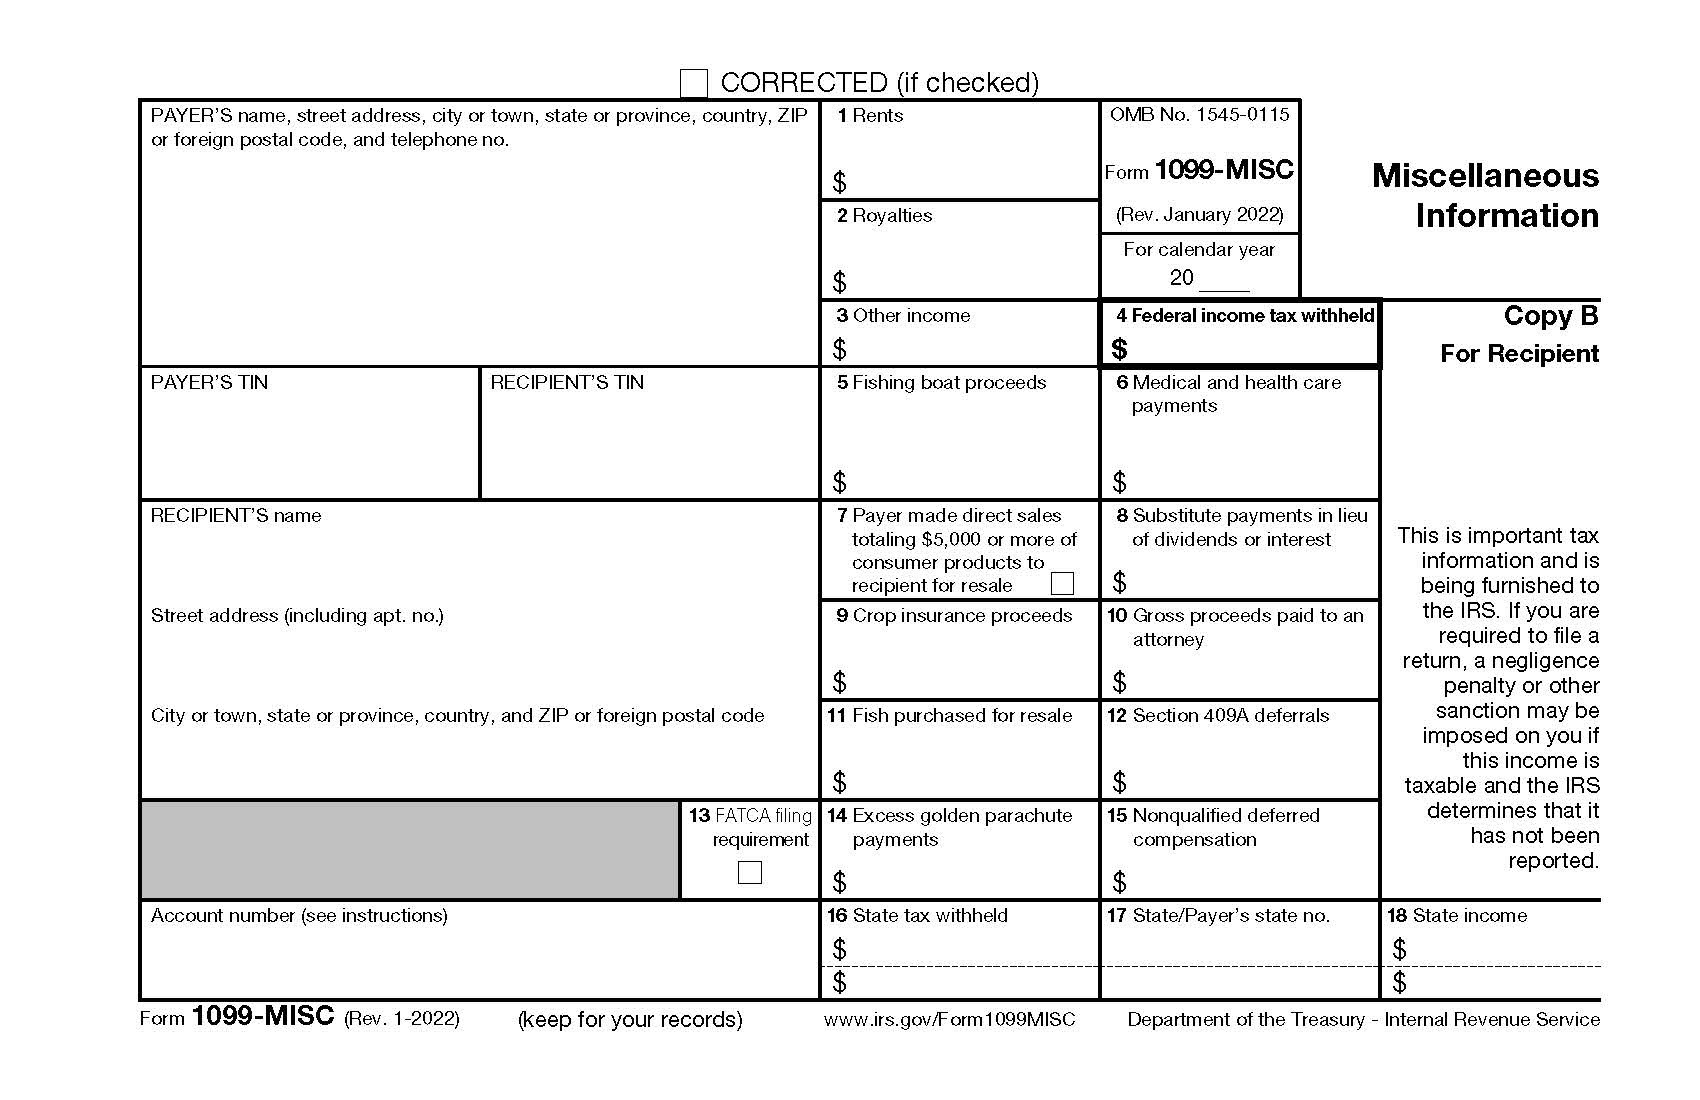 CORRECTED (if checked)
PAYER'S name, street address, city or town, state or province, country, ZIP
or foreign postal code, and telephone no.
1 Rents
$
2 Royalties
$
OMB No. 1545-0115
Form 1099-MISC
(Rev. January 2022)
For calendar year
20 ____
Miscellaneous
Information
3 Other income
$
4 Federal income tax withheld
$
Copy B
For Recipient
PAYER'S TIN
RECIPIENT'S TIN
5 Fishing boat proceeds
$
6 Medical and health care
payments
$
RECIPIENT'S name
7 Payer made direct sales
totaling $5,000 or more of
consumer products to
recipient for resale
8 Substitute payments in lieu
of dividends or interest
$
This is important tax
information and is
being furnished to
the IRS. If you are
required to file a
return, a negligence
penalty or other
sanction may be
imposed on you if
this income is
taxable and the IRS
determines that it
has not been
reported.
Street address (including apt. no.)
9 Crop insurance proceeds
$
10 Gross proceeds paid to an
attorney
$
City or town, state or province, country, and ZIP or foreign postal code
11 Fish purchased for resale
$
12 Section 409A deferrals
$
13 FATCA filing
requirement
14 Excess golden parachute
payments
$
15 Nonqualified deferred
compensation
$
Account number (see instructions)
16 State tax withheld
$
$
17 State/Payer's state no.
18 State income
$
$
Form 1099-MISC (Rev. 1-2022)
(keep for your records)
www.irs.gov/Form1099MISC
Department of the Treasury - Internal Revenue Service